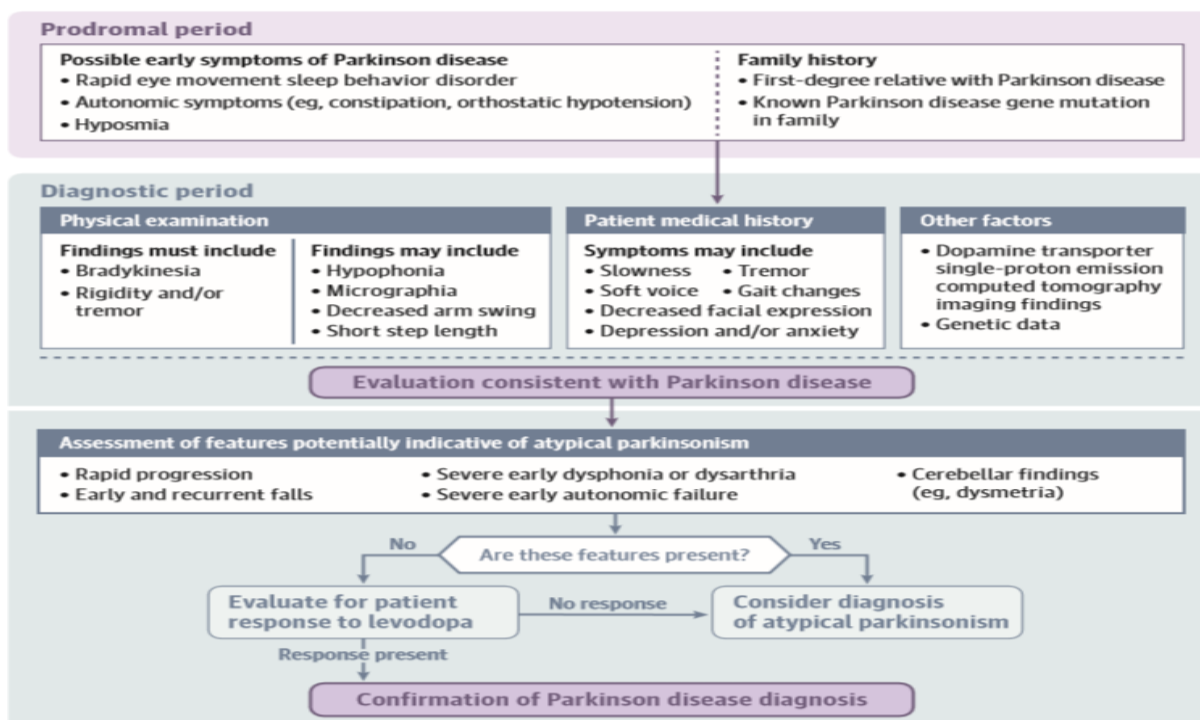 Prodromal period
Possible early symptoms of Parkinson disease
• Rapid eye movement sleep behavior disorder
• Autonomic symptoms (eg, constipation, orthostatic hypotension)
• Hyposmia
Family history
• First-degree relative with Parkinson disease
• Known Parkinson disease gene mutation
in family
Diagnostic period
Physical examination
Findings must include
• Bradykinesia
• Rigidity and/or
tremor
Findings may include
• Hypophonia
• Micrographia
• Decreased arm swing
• Short step length
Patient medical history
Symptoms may include
• Slowness • Tremor
• Soft voice • Gait changes
• Decreased facial expression
• Depression and/or anxiety
Other factors
• Dopamine transporter
single-proton emission
computed tomography
imaging findings
• Genetic data
Evaluation consistent with Parkinson disease
Assessment of features potentially indicative of atypical parkinsonism
• Rapid progression
• Early and recurrent falls
• Severe early dysphonia or dysarthria
• Severe early autonomic failure
• Cerebellar findings
(eg, dysmetria)
Are these features present?
No
Yes
Evaluate for patient
response to levodopa
No response
Consider diagnosis
of atypical parkinsonism
Response present
Confirmation of Parkinson disease diagnosis